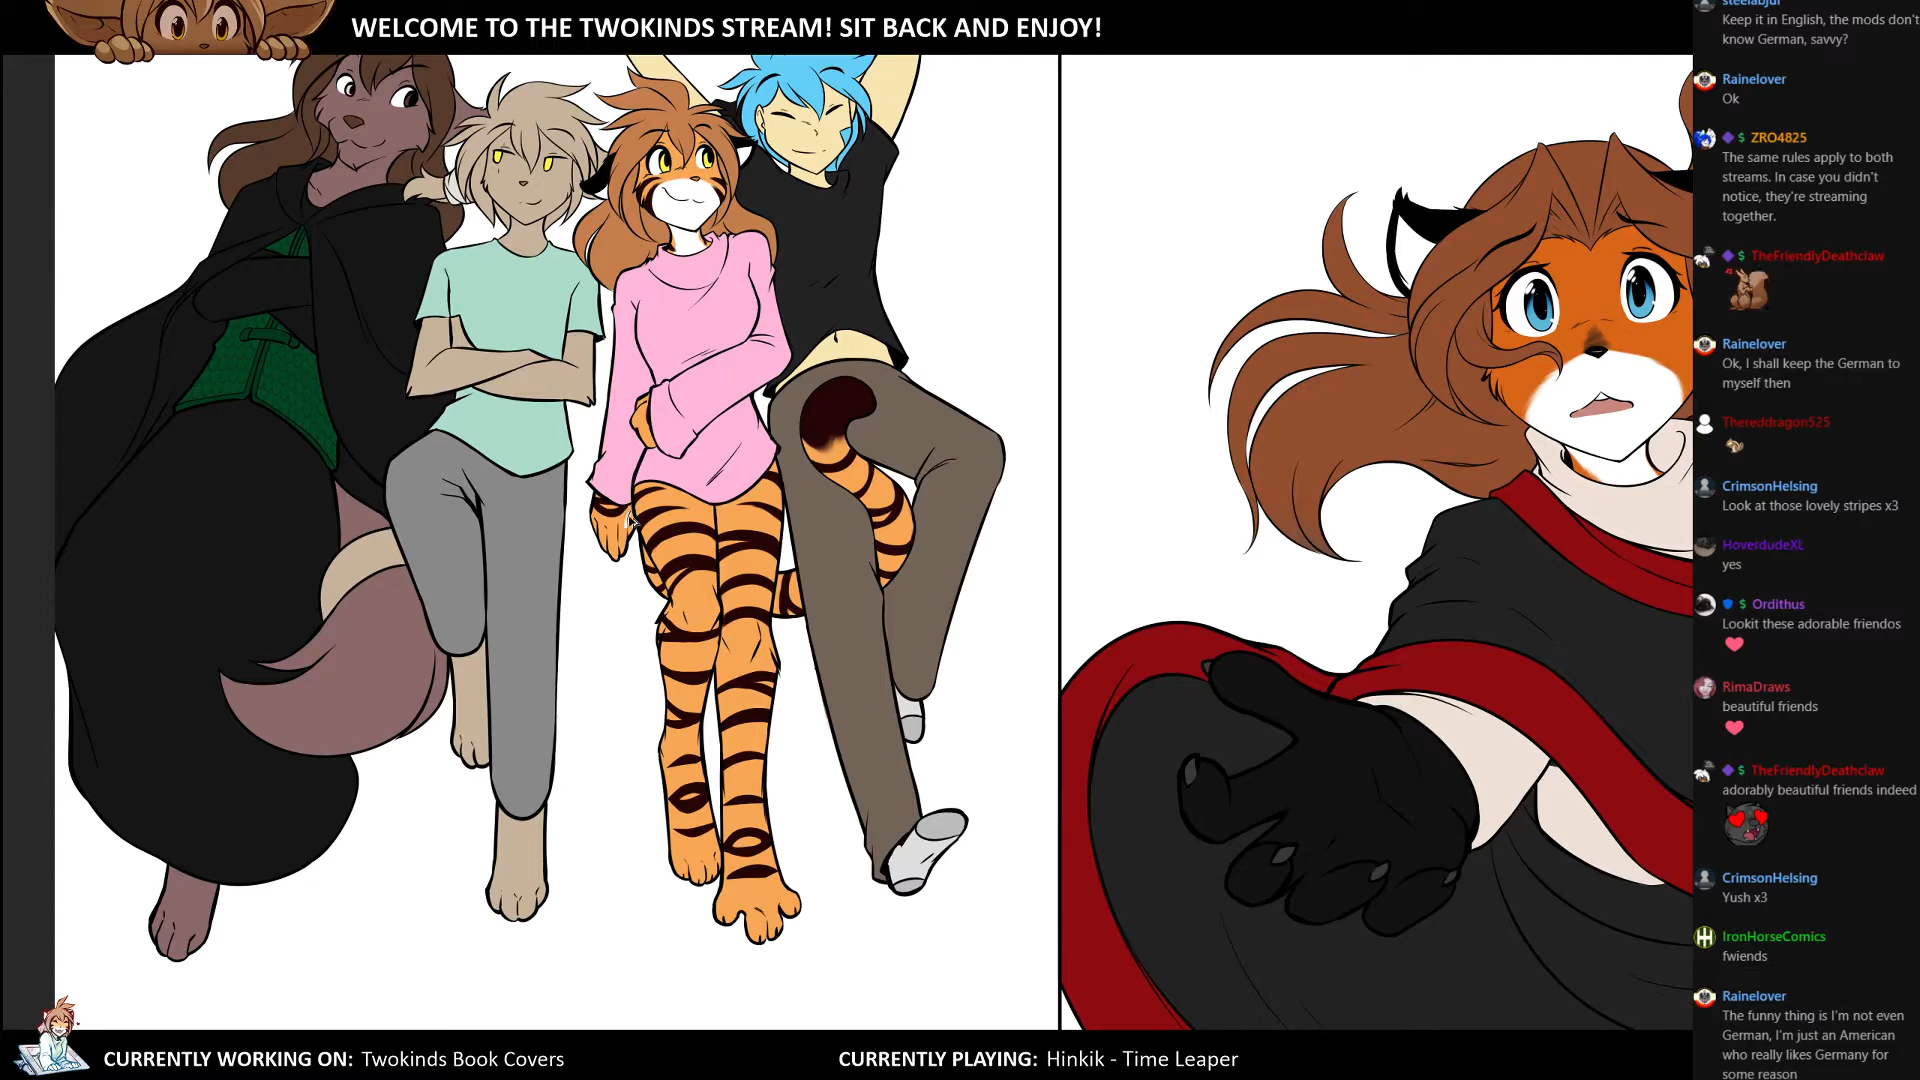 WELCOME TO THE TWOKINDS STREAM! SIT BACK AND ENJOY!
steelabjur
Keep it in English, the mods don't
know German, savvy?
Rainelover
Ok
ZRO4825
The same rules apply to both
streams. In case you didn't
notice, they're streaming
together.
TheFriendlyDeathclaw
Rainelover
Ok, I shall keep the German to
myself then
Thereddragon525
CrimsonHelsing
Look at those lovely stripes x3
HoverdudeXL
yes
Ordithus
Lookit these adorable friendos
RimaDraws
beautiful friends
TheFriendlyDeathclaw
adorably beautiful friends indeed
CrimsonHelsing
Yush x3
IronHorseComics
fwiends
Rainelover
The funny thing is I'm not even
German, I'm just an American
who really likes Germany for
some reason
CURRENTLY WORKING ON: Twokinds Book Covers
CURRENTLY PLAYING: Hinkik - Time Leaper